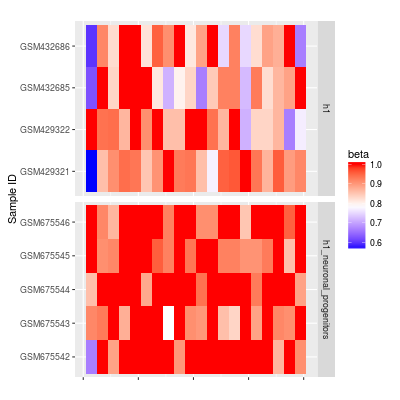 GSM432686
GSM432685
GSM429322
GSM429321
h1
GSM675546
GSM675545
GSM675544
GSM675543
GSM675542
h1_neuronal_progenitors
Sample ID
beta
1.0
0.9
0.8
0.7
0.6